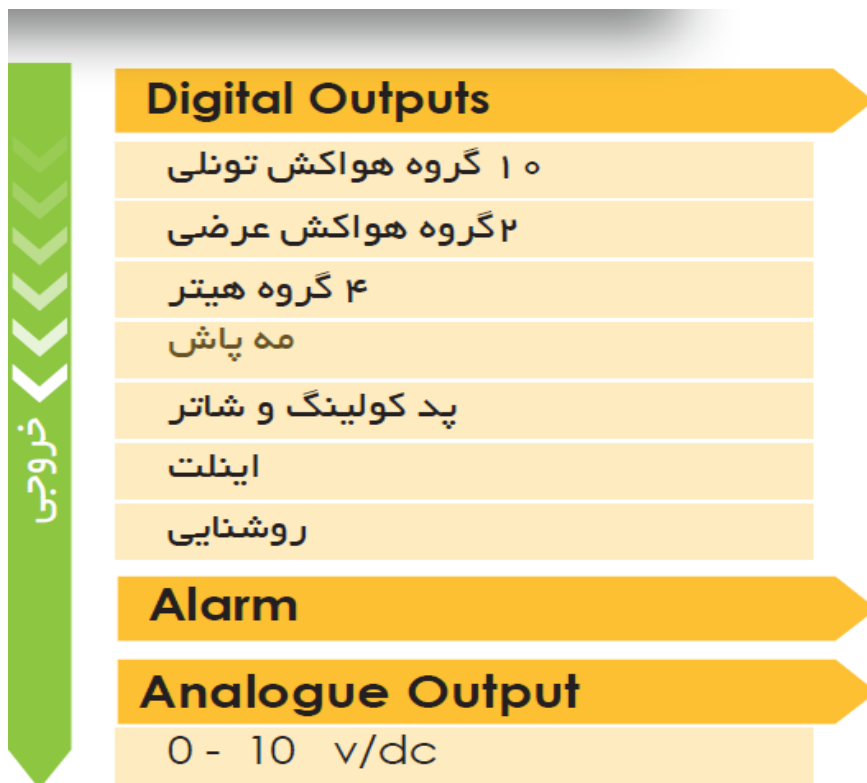 Digital Outputs
۱۰ گروه هواکش تونلی
۲گروه هواکش عرضی
۴ گروه هیتر
مه پاش
پد کولینگ و شاتر
اینلت
روشنایی
خروجی
Alarm
Analogue Output
0 - 10 v/dc